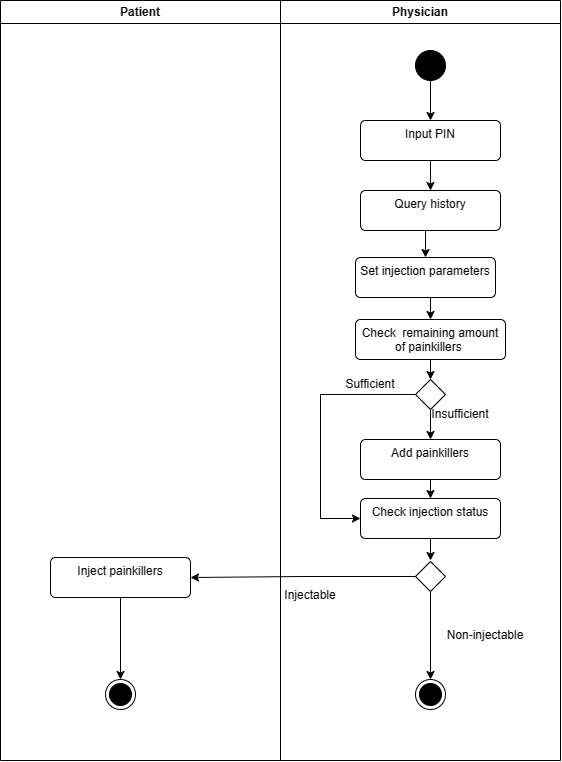 Patient
Physician
Input PIN
Query history
Set injection parameters
Check remaining amount
of painkillers
Sufficient
Insufficient
Add painkillers
Check injection status
Inject painkillers
Injectable
Non-injectable